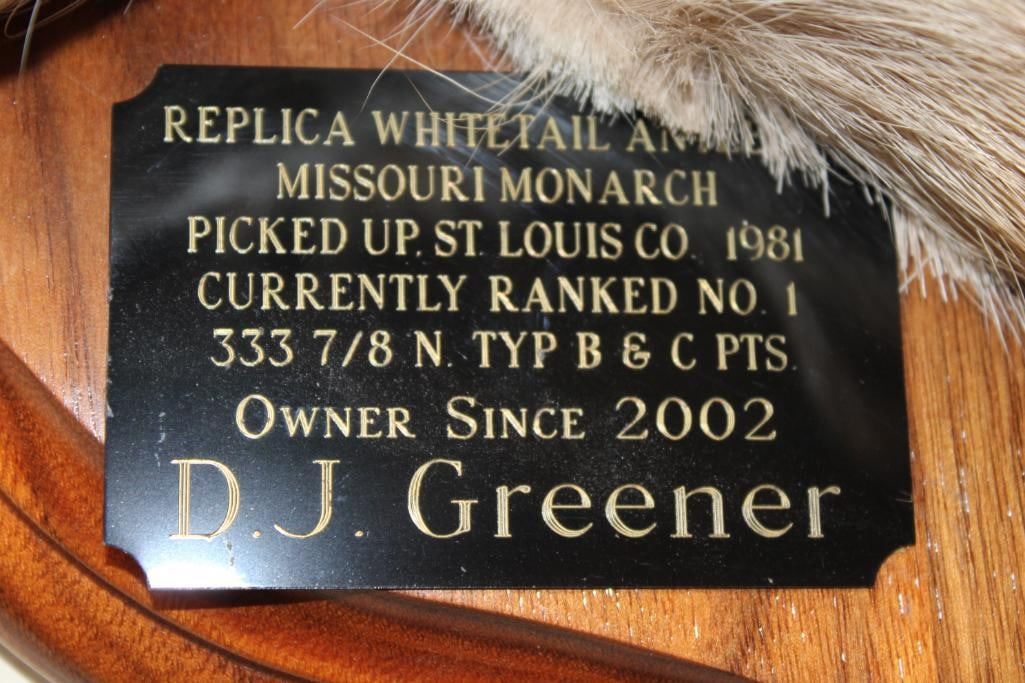 REPLICA WHITETAIL
MISSOURI MONARCH
PICKED UP, ST. LOUIS CO. 1981
CURRENTLY RANKED NO. 1
333 7/8 N. TYP B & C PTS.
OWNER SINCE 2002
D.J. Greener